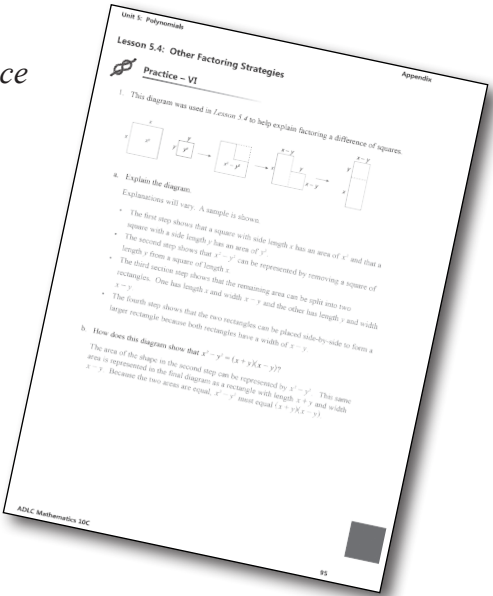 ce
Unit 5: Polynomials
Appendix
Lesson 5.4: Other Factoring Strategies
Practice – VI
1. This diagram was used in Lesson 5.4 to help explain factoring a difference of squares.
x
x
x²
y
y
y²
x² – y²
x – y
x
y
y
x – y
x – y
y
x
a. Explain the diagram.
Explanations will vary. A sample is shown.
• The first step shows that a square with side length x has an area of x² and that a
square with a side length y has an area of y².
• The second step shows that x² – y² can be represented by removing a square of
length y from a square of length x.
• The third section step shows that the remaining area can be split into two
rectangles. One has length x and width x – y and the other has length y and width
x – y.
• The fourth step shows that the two rectangles can be placed side-by-side to form a
larger rectangle because both rectangles have a width of x – y.
b. How does this diagram show that x² – y² = (x + y)(x – y)?
The area of the shape in the second step can be represented by x² – y². This same
area is represented in the final diagram as a rectangle with length x + y and width
x – y. Because the two areas are equal, x² – y² must equal (x + y)(x – y).
ADLC Mathematics 10C
95